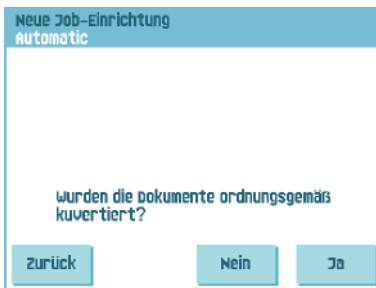 Neue Job-Einrichtung
Automatic
Wurden die Dokumente ordnungsgemäß
kuvertiert?
Zurück
Nein
Ja